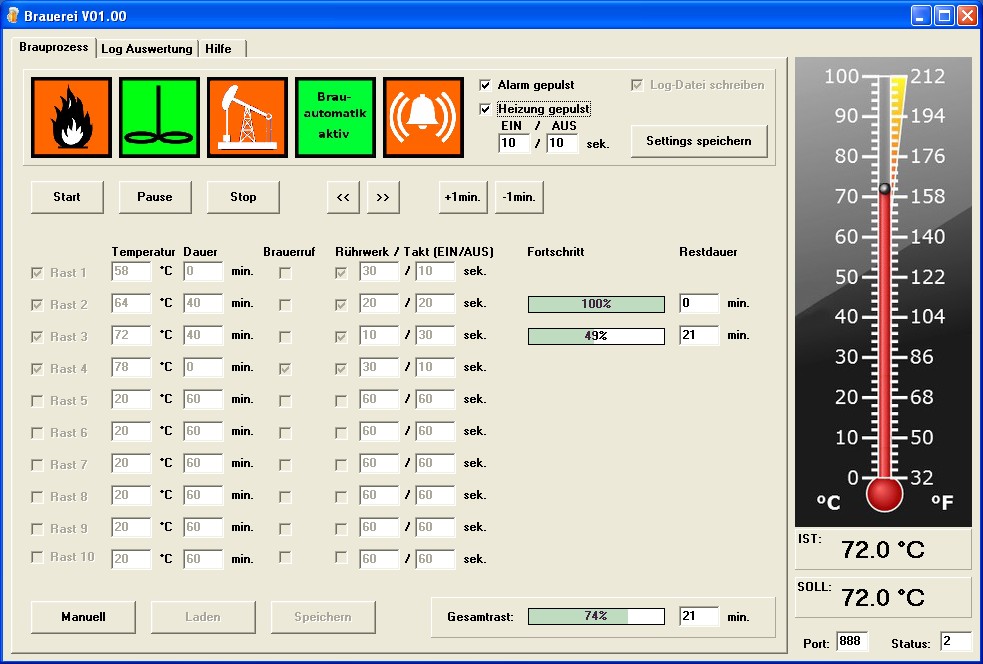 Brauerei V01.00
Brauprozess Log Auswertung Hilfe
Brau-
automatik
aktiv
Alarm gepulst
Log-Datei schreiben
Heizung gepulst
EIN / AUS
10 / 10 sek.
Settings speichern
Start Pause Stop << >> +1min. -1min.
Temperatur Dauer Brauerruf Rührwerk / Takt (EIN/AUS) Fortschritt Restdauer
Rast 1 58 °C 0 min. 30 / 10 sek.
Rast 2 64 °C 40 min. 20 / 20 sek. 100% 0 min.
Rast 3 72 °C 40 min. 10 / 30 sek. 49% 21 min.
Rast 4 78 °C 0 min. 30 / 10 sek.
Rast 5 20 °C 60 min. 60 / 60 sek.
Rast 6 20 °C 60 min. 60 / 60 sek.
Rast 7 20 °C 60 min. 60 / 60 sek.
Rast 8 20 °C 60 min. 60 / 60 sek.
Rast 9 20 °C 60 min. 60 / 60 sek.
Rast 10 20 °C 60 min. 60 / 60 sek.
Manuell Laden Speichern Gesamtrast: 74% 21 min.
100 212
90 194
80 176
70 158
60 140
50 122
40 104
30 86
20 68
10 50
0 32
ºC ºF
IST: 72.0 °C
SOLL: 72.0 °C
Port: 888 Status: 2